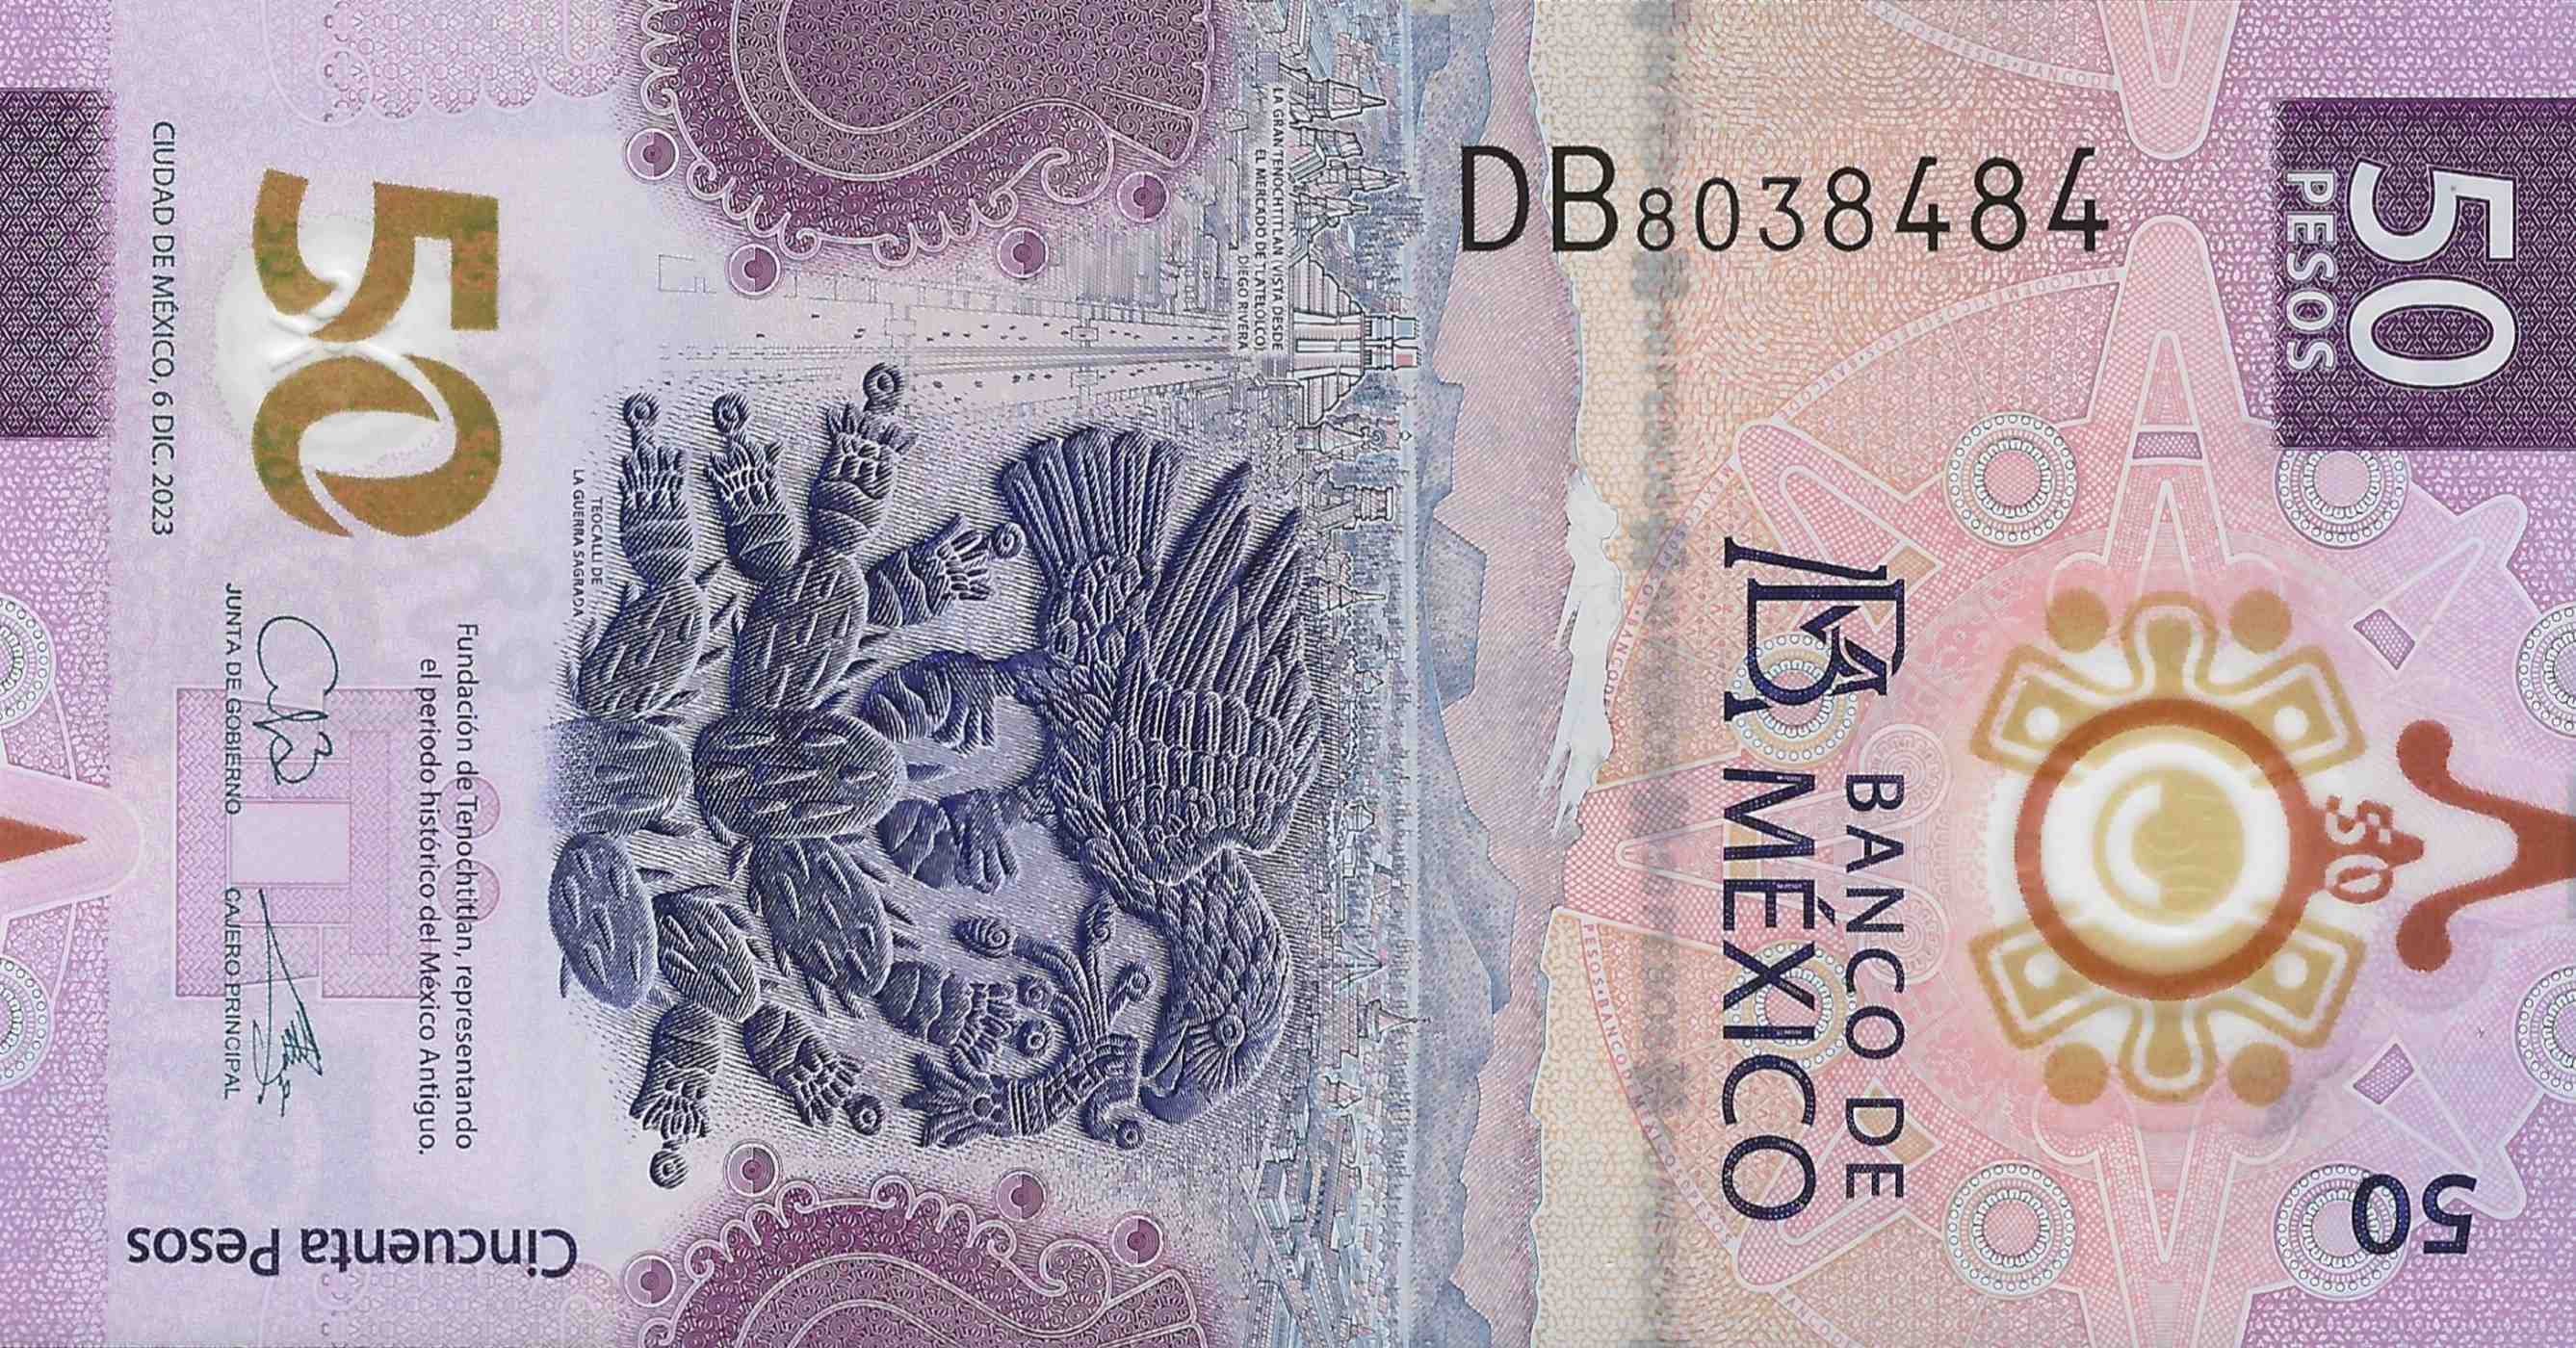 50
PESOS
DB8038484
BANCO DE
MÉXICO
50
50
LA GRAN TENOCHTITLAN VISTA DESDE
EL MERCADO DE TLATELOLCO
DIEGO RIVERA
TEOCALLI DE
LA GUERRA SAGRADA
50
Fundación de Tenochtitlan, representando
el periodo histórico del México Antiguo.
JUNTA DE GOBIERNO
CAJERO PRINCIPAL
CIUDAD DE MÉXICO, 6 DIC. 2023
Cincuenta Pesos